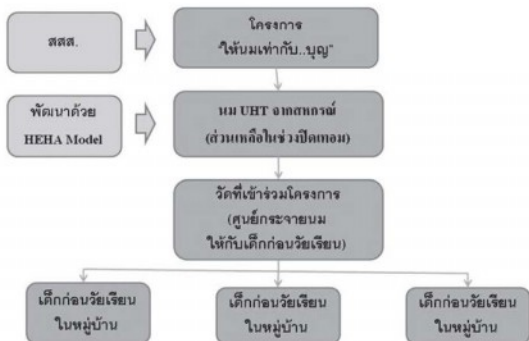 สสส.
โครงการ
"ให้นมเท่ากับ..บุญ"
พัฒนาด้วย
HEHA Model
นม UHT จากสหกรณ์
(ส่วนเหลือในช่วงปิดเทอม)
วัดที่เข้าร่วมโครงการ
(ศูนย์กระจายนม
ให้กับเด็กก่อนวัยเรียน)
เด็กก่อนวัยเรียน
ในหมู่บ้าน
เด็กก่อนวัยเรียน
ในหมู่บ้าน
เด็กก่อนวัยเรียน
ในหมู่บ้าน